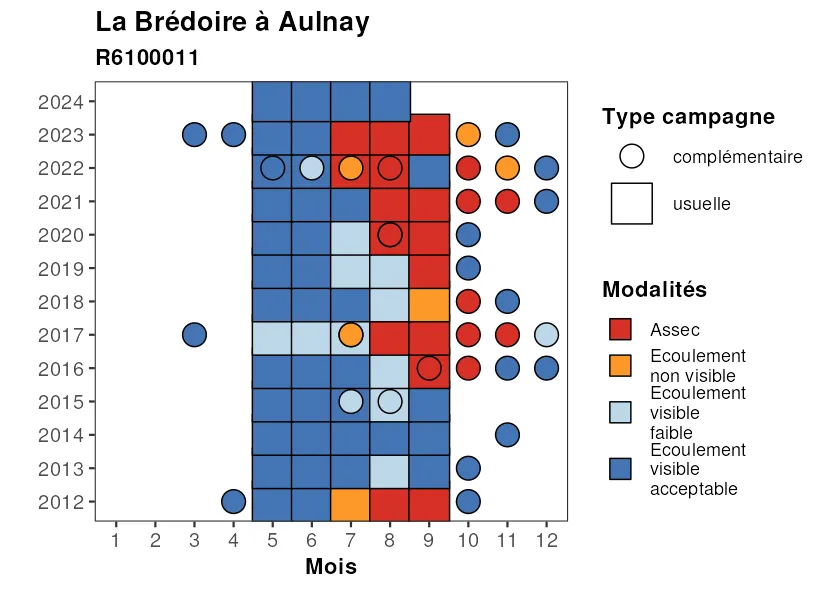 La Brédoire à Aulnay
R6100011
2024
2023
2022
2021
2020
2019
2018
2017
2016
2015
2014
2013
2012
1 2 3 4 5 6 7 8 9 10 11 12
Mois
Type campagne
complémentaire
usuelle
Modalités
Assec
Ecoulement
non visible
Ecoulement
visible
faible
Ecoulement
visible
acceptable